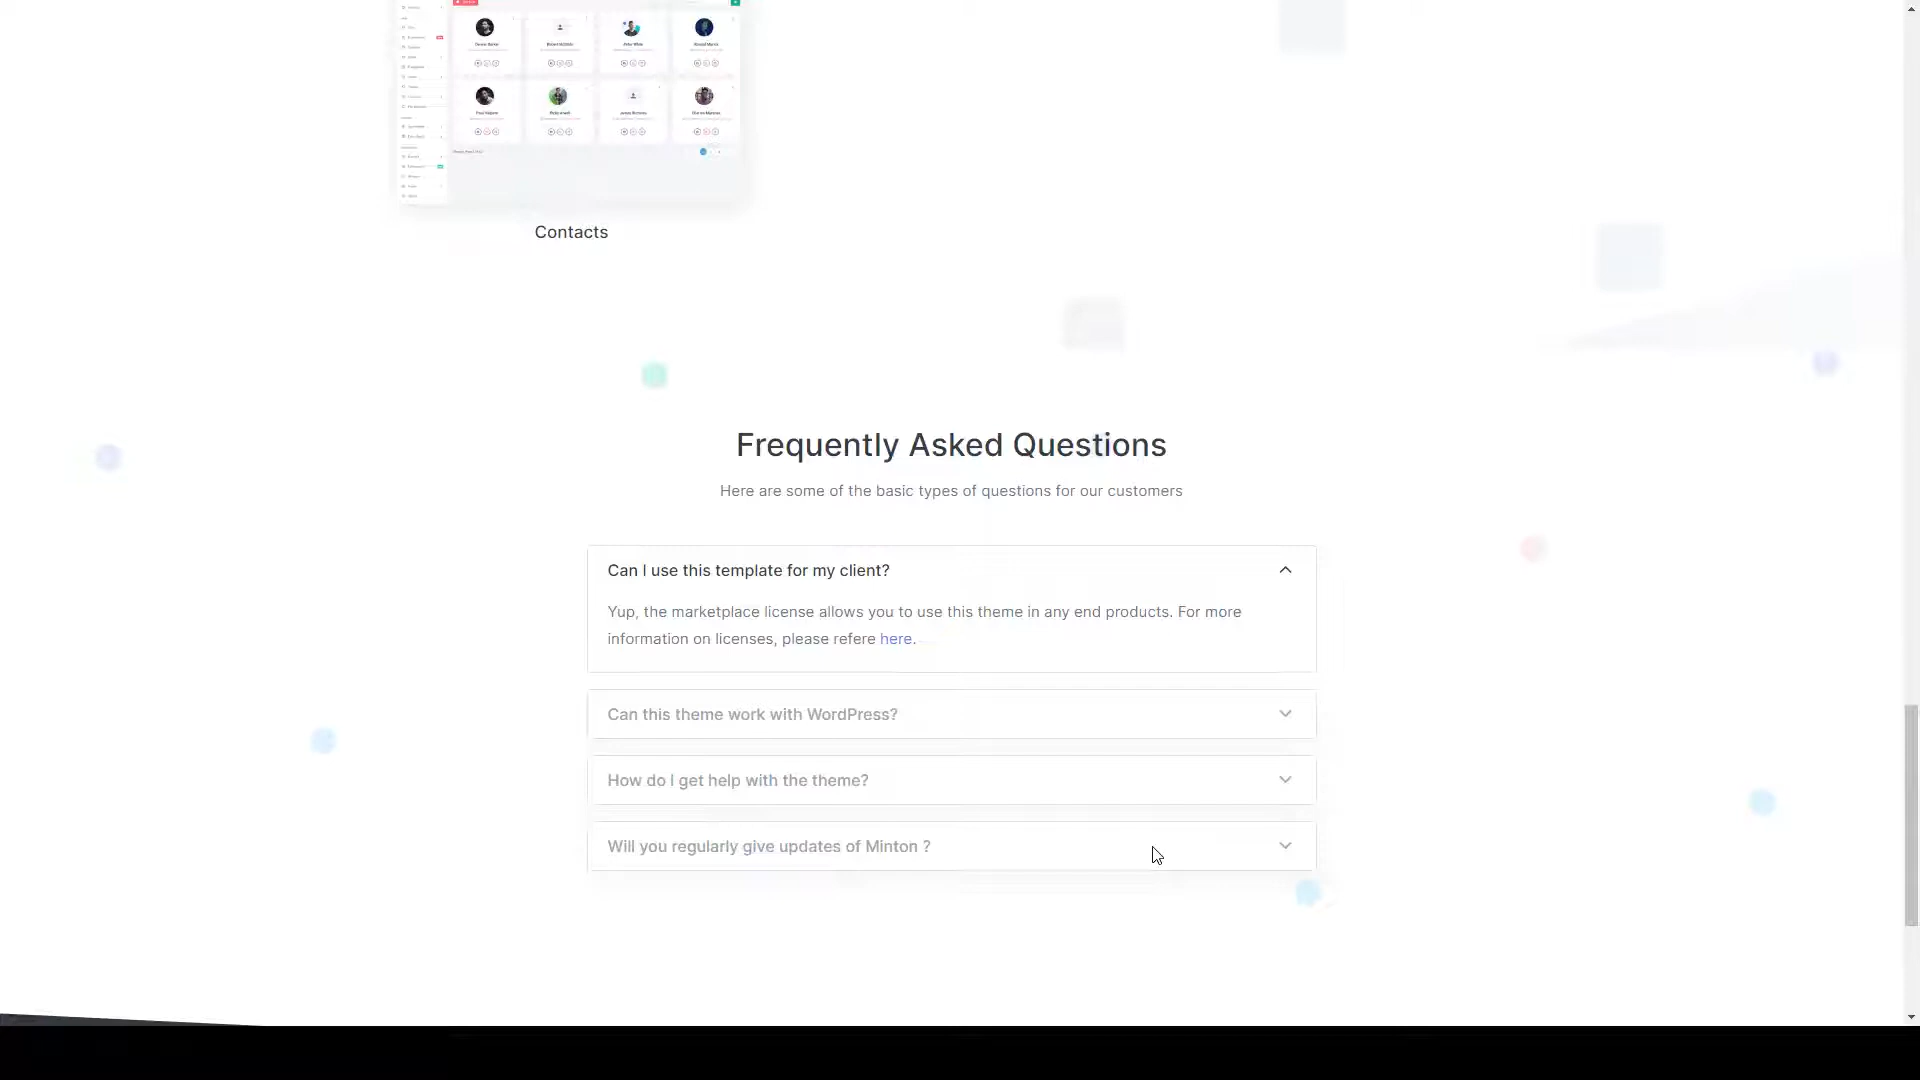 Contacts
Frequently Asked Questions
Here are some of the basic types of questions for our customers
Can I use this template for my client?
Yup, the marketplace license allows you to use this theme in any end products. For more
information on licenses, please refere here.
Can this theme work with WordPress?
How do I get help with the theme?
Will you regularly give updates of Minton ?